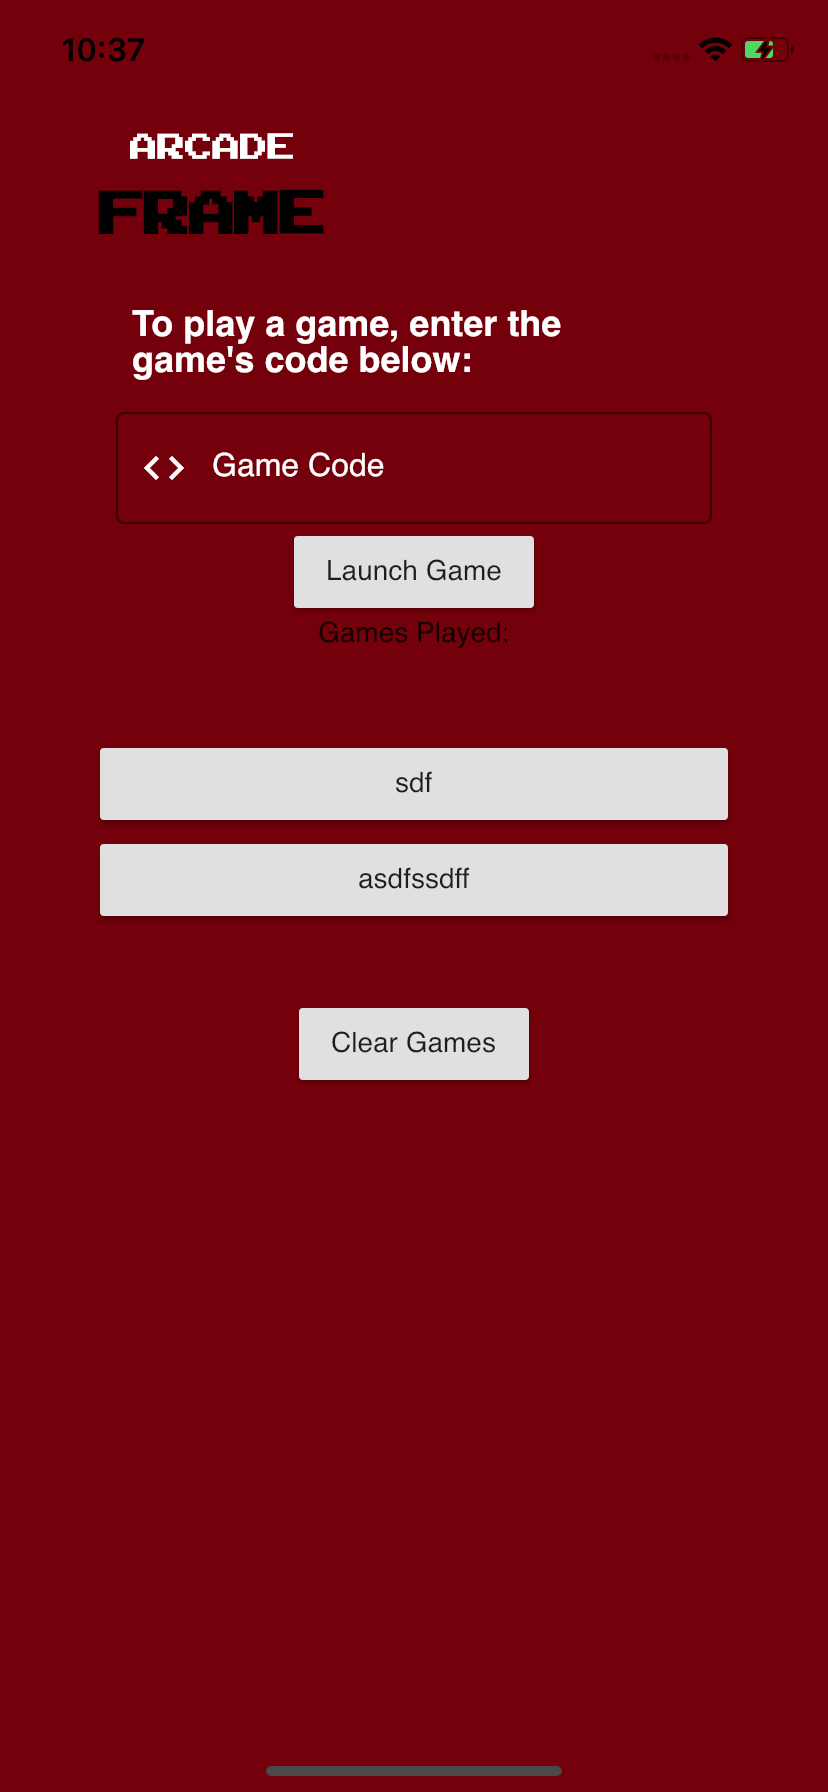 10:37
ARCADE
FRAME
To play a game, enter the
game's code below:
Game Code
Launch Game
Games Played:
sdf
asdfssdff
Clear Games